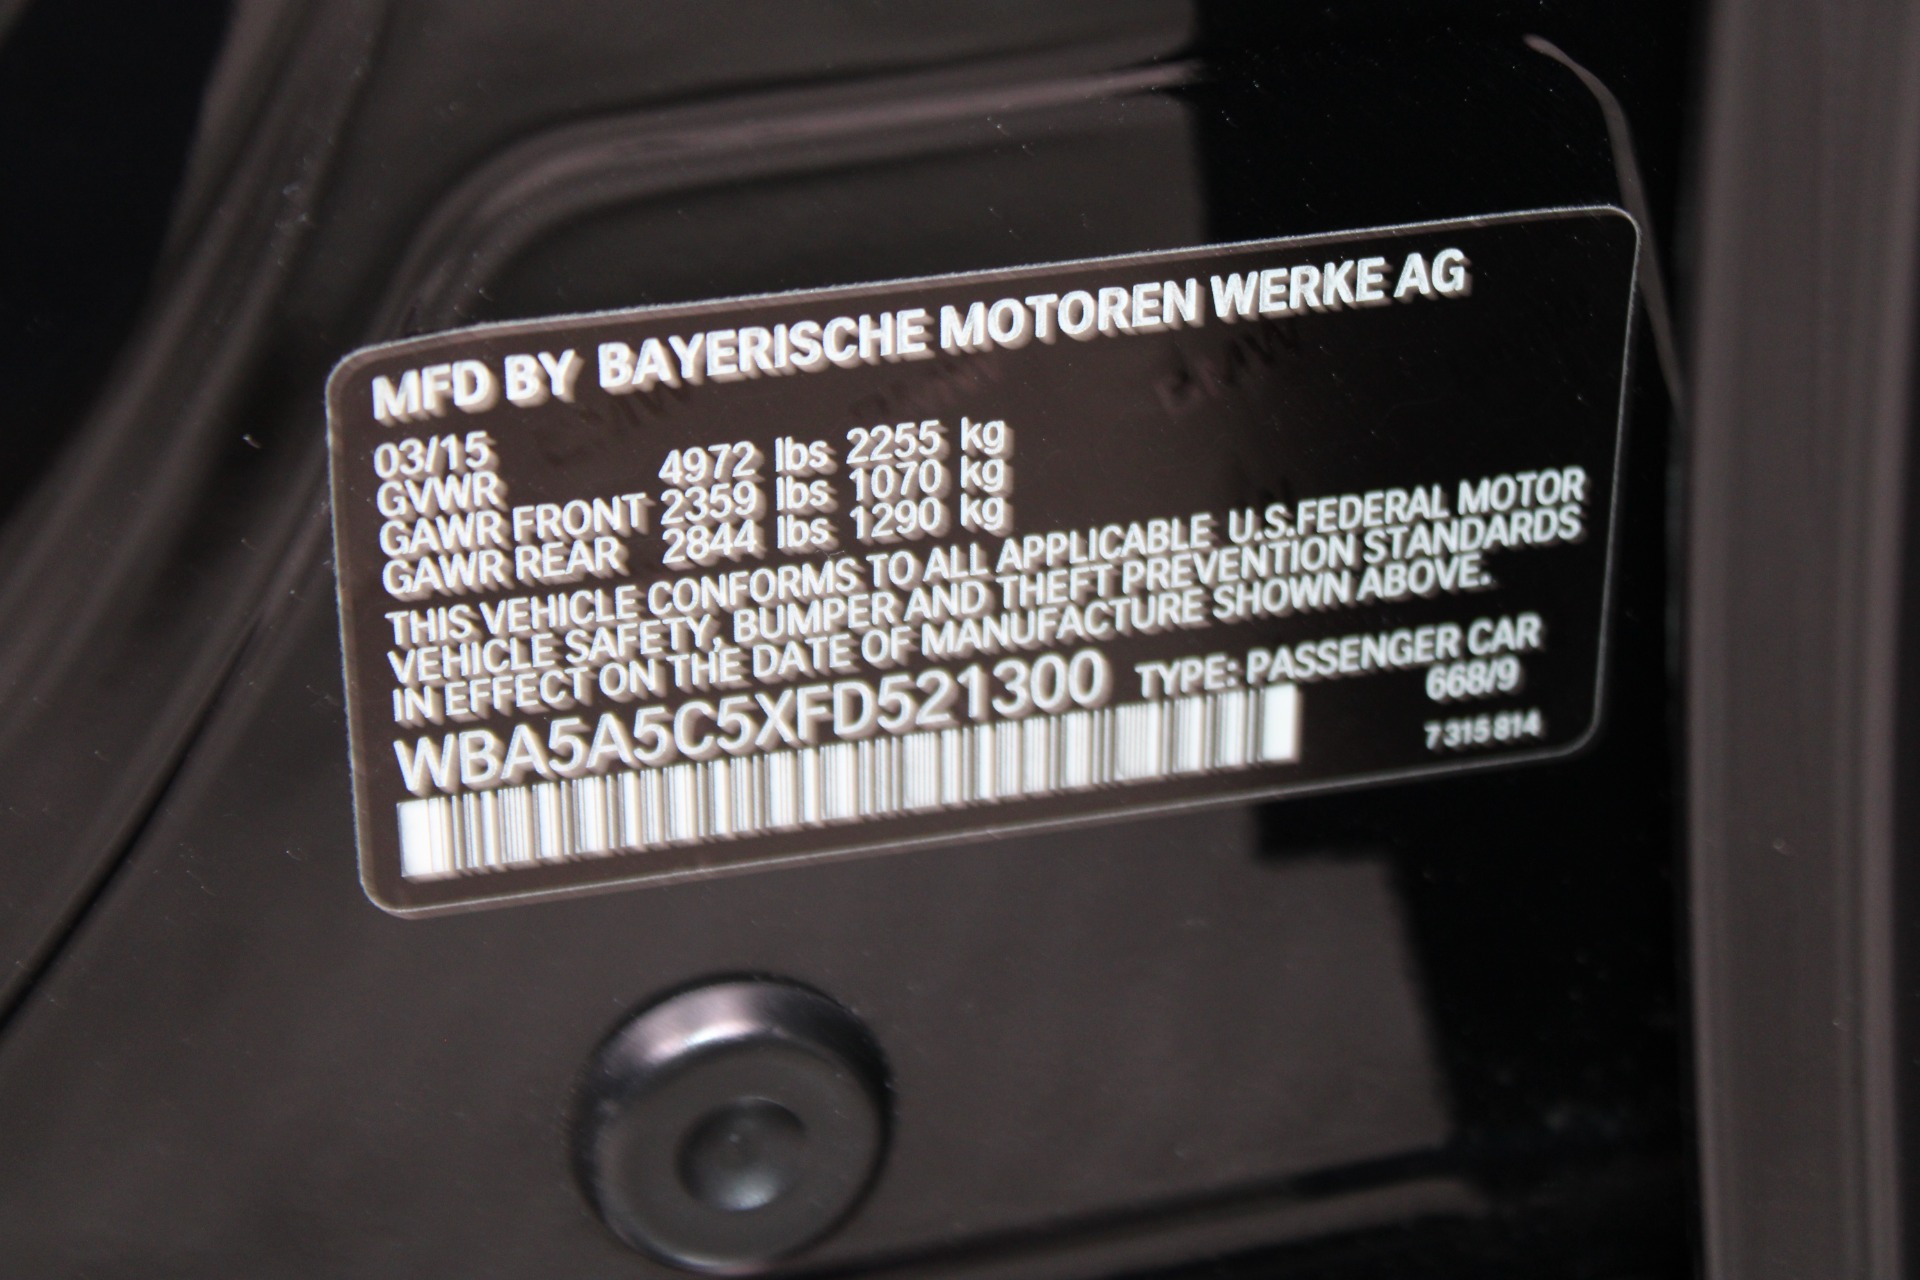 MFD BY BAYERISCHE MOTOREN WERKE AG
03/15
GVWR 4972 lbs 2255 kg
GAWR FRONT 2359 lbs 1070 kg
GAWR REAR 2844 lbs 1290 kg
THIS VEHICLE CONFORMS TO ALL APPLICABLE U.S.FEDERAL MOTOR
VEHICLE SAFETY, BUMPER AND THEFT PREVENTION STANDARDS
IN EFFECT ON THE DATE OF MANUFACTURE SHOWN ABOVE.
WBA5A5C5XFD521300 TYPE: PASSENGER CAR
668/9
7 315 814